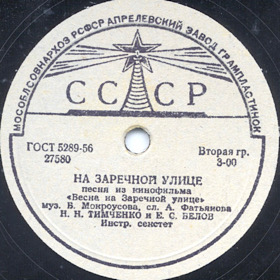 МОСОБЛСОВНАРХОЗ РСФСР АПРЕЛЕВСКИЙ ЗАВОД ГРАМПЛАСТИНОК
СССР
ГОСТ 5289-56
27580
Вторая гр.
3-00
НА ЗАРЕЧНОЙ УЛИЦЕ
песня из кинофильма
«Весна на Заречной улице»
муз. Б. Мокроусова, сл. А. Фатьянова
Н. Н. ТИМЧЕНКО и Е. С. БЕЛОВ
Инстр. секстет